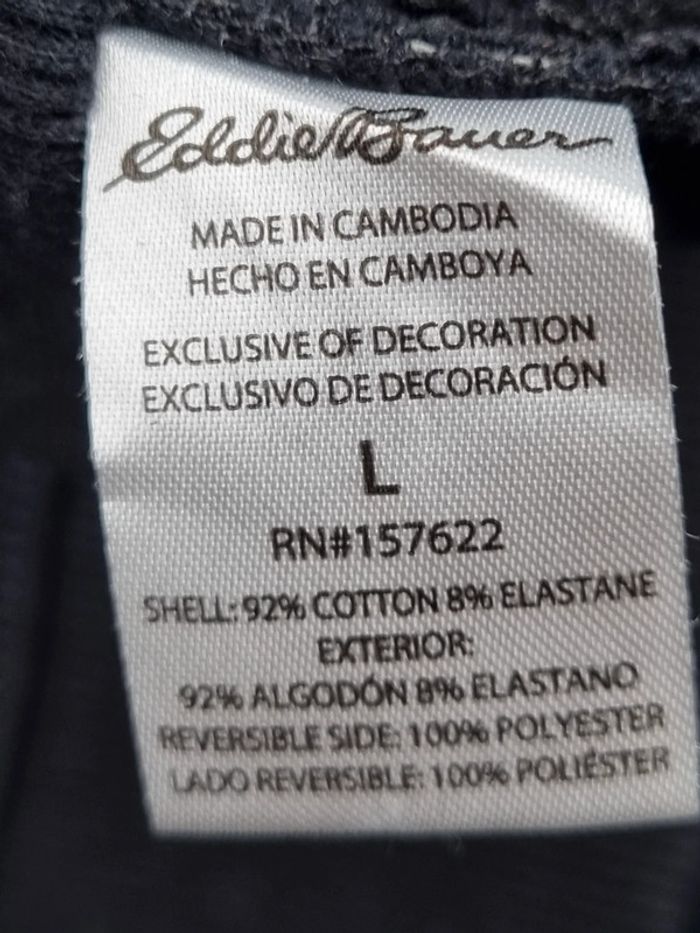 Eddie Bauer
MADE IN CAMBODIA
HECHO EN CAMBOYA
EXCLUSIVE OF DECORATION
EXCLUSIVO DE DECORACIÓN
L
RN#157622
SHELL: 92% COTTON 8% ELASTANE
EXTERIOR:
92% ALGODÓN 8% ELASTANO
REVERSIBLE SIDE: 100% POLYESTER
LADO REVERSIBLE: 100% POLIÉSTER